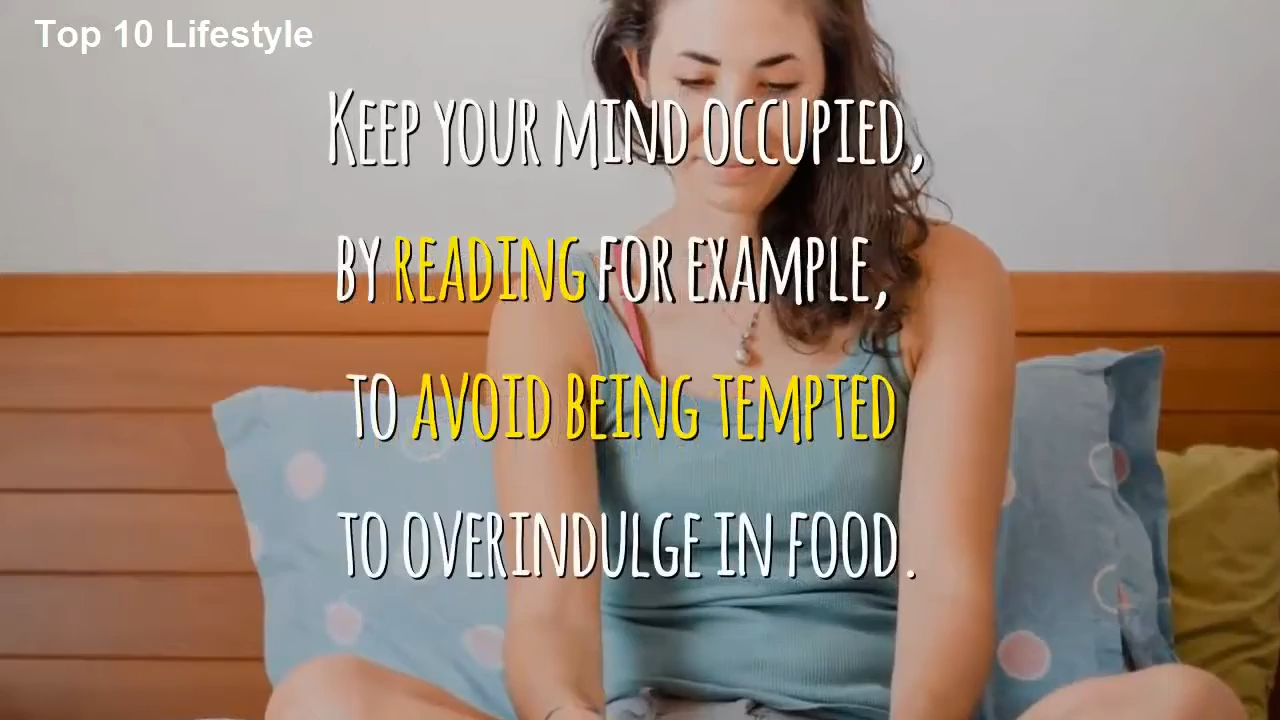 Top 10 Lifestyle
Keep your mind occupied,
by reading for example,
to avoid being tempted
to overindulge in food.